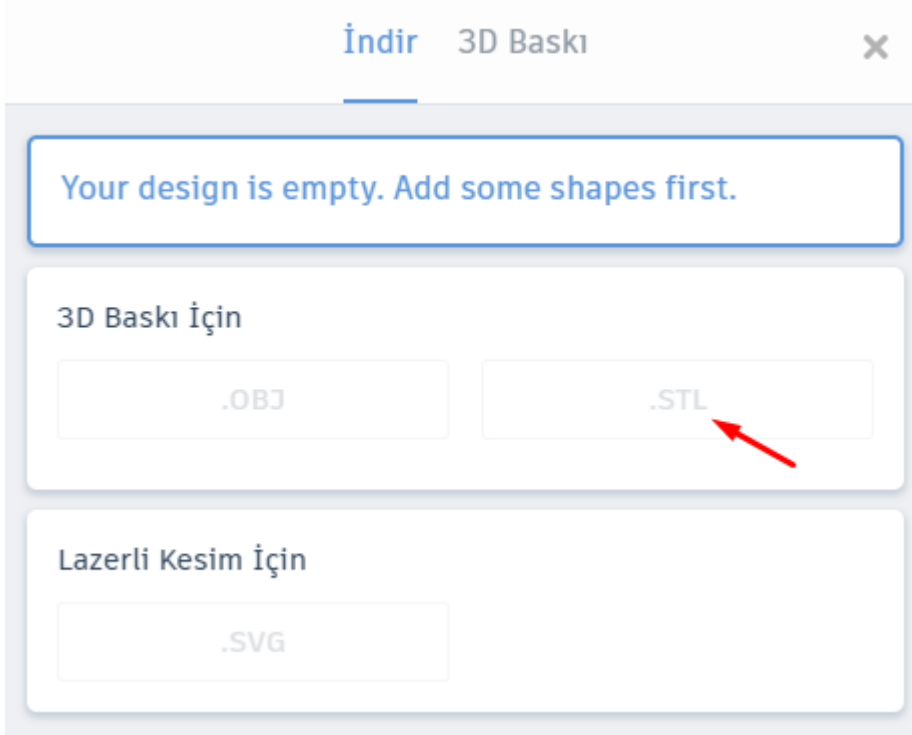 İndir 3D Baskı
Your design is empty. Add some shapes first.
3D Baskı İçin
.OBJ .STL
Lazerli Kesim İçin
.SVG